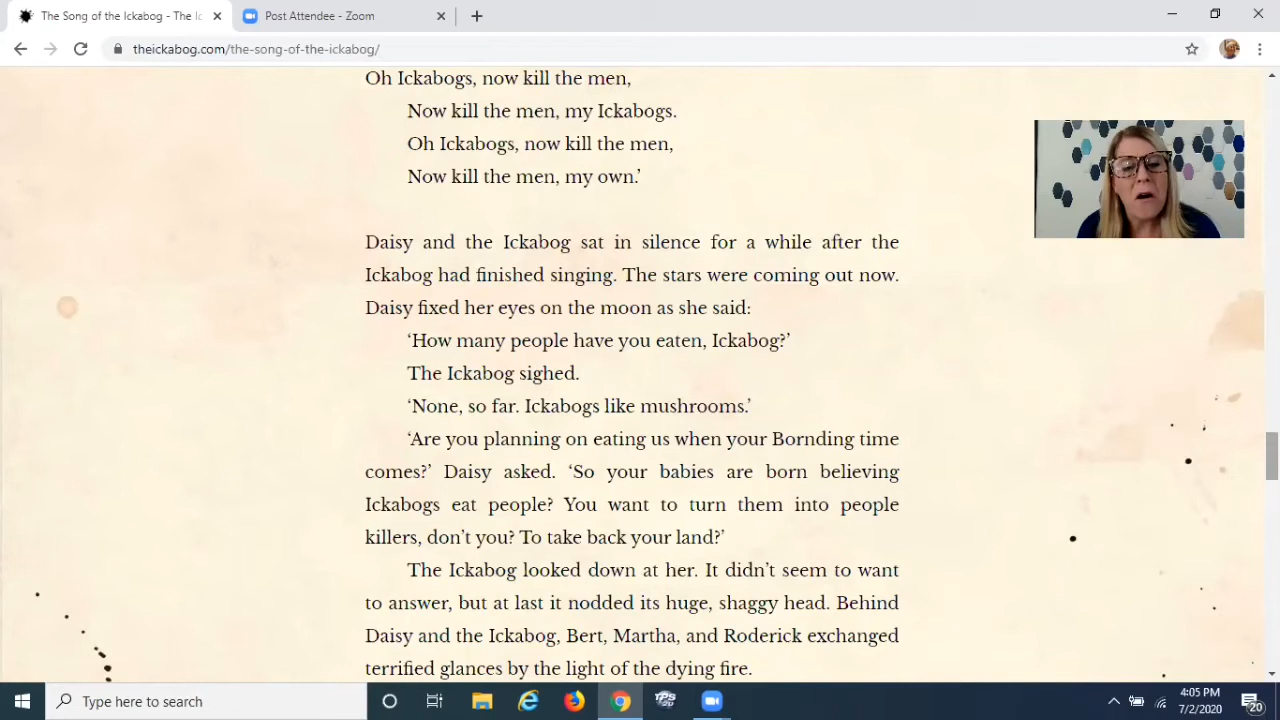 The Song of the Ickabog - The Ic
Post Attendee - Zoom
theickabog.com/the-song-of-the-ickabog/
Oh Ickabogs, now kill the men,
Now kill the men, my Ickabogs.
Oh Ickabogs, now kill the men,
Now kill the men, my own.’
Daisy and the Ickabog sat in silence for a while after the
Ickabog had finished singing. The stars were coming out now.
Daisy fixed her eyes on the moon as she said:
‘How many people have you eaten, Ickabog?’
The Ickabog sighed.
‘None, so far. Ickabogs like mushrooms.’
‘Are you planning on eating us when your Bornding time
comes?’ Daisy asked. ‘So your babies are born believing
Ickabogs eat people? You want to turn them into people
killers, don’t you? To take back your land?’
The Ickabog looked down at her. It didn’t seem to want
to answer, but at last it nodded its huge, shaggy head. Behind
Daisy and the Ickabog, Bert, Martha, and Roderick exchanged
terrified glances by the light of the dying fire.
Type here to search
TPS
4:05 PM
7/2/2020
20